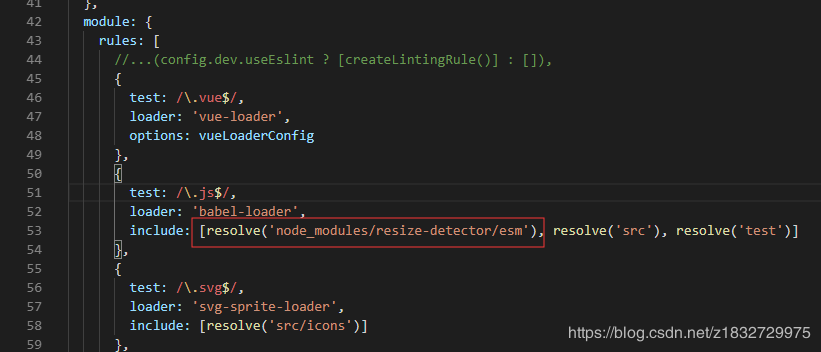 41 },
42 module: {
43 rules: [
44 //...(config.dev.useEslint ? [createLintingRule()] : []),
45 {
46 test: /\.vue$/,
47 loader: 'vue-loader',
48 options: vueLoaderConfig
49 },
50 {
51 test: /\.js$/,
52 loader: 'babel-loader',
53 include: [resolve('node_modules/resize-detector/esm'), resolve('src'), resolve('test')]
54 },
55 {
56 test: /\.svg$/,
57 loader: 'svg-sprite-loader',
58 include: [resolve('src/icons')]
59 },
https://blog.csdn.net/z1832729975